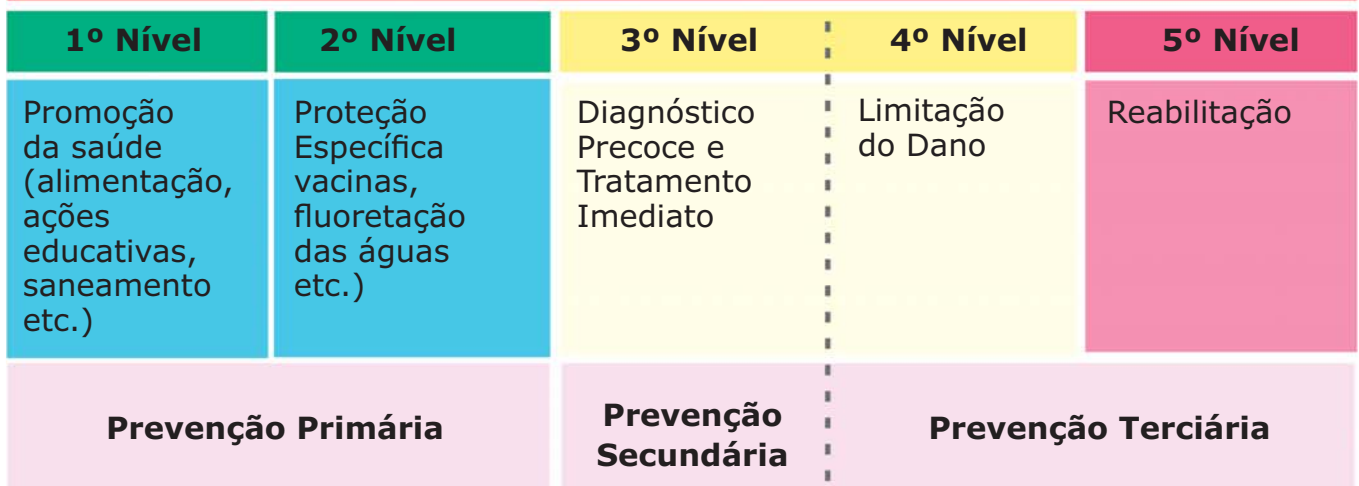 1º Nível
2º Nível
3º Nível
4º Nível
5º Nível
Promoção
da saúde
(alimentação,
ações
educativas,
saneamento
etc.)
Proteção
Específica
vacinas,
fluoretação
das águas
etc.)
Diagnóstico
Precoce e
Tratamento
Imediato
Limitação
do Dano
Reabilitação
Prevenção Primária
Prevenção
Secundária
Prevenção Terciária